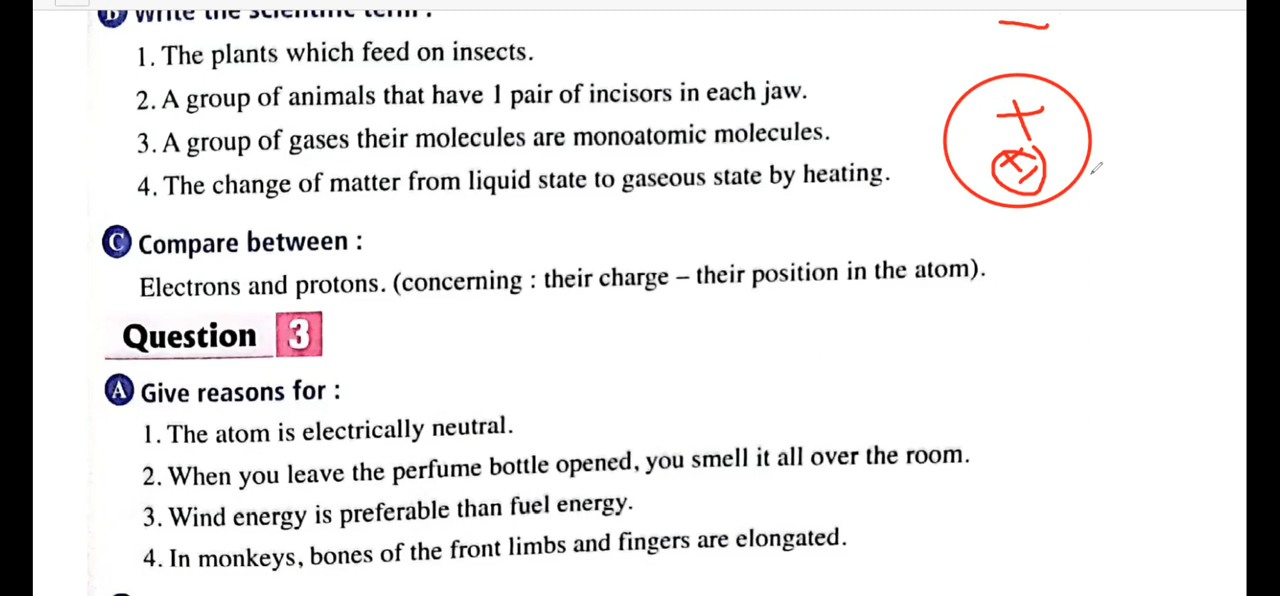 B Write the scientific term :
1. The plants which feed on insects.
2. A group of animals that have 1 pair of incisors in each jaw.
3. A group of gases their molecules are monoatomic molecules.
4. The change of matter from liquid state to gaseous state by heating.
C Compare between :
Electrons and protons. (concerning : their charge – their position in the atom).
Question 3
A Give reasons for :
1. The atom is electrically neutral.
2. When you leave the perfume bottle opened, you smell it all over the room.
3. Wind energy is preferable than fuel energy.
4. In monkeys, bones of the front limbs and fingers are elongated.